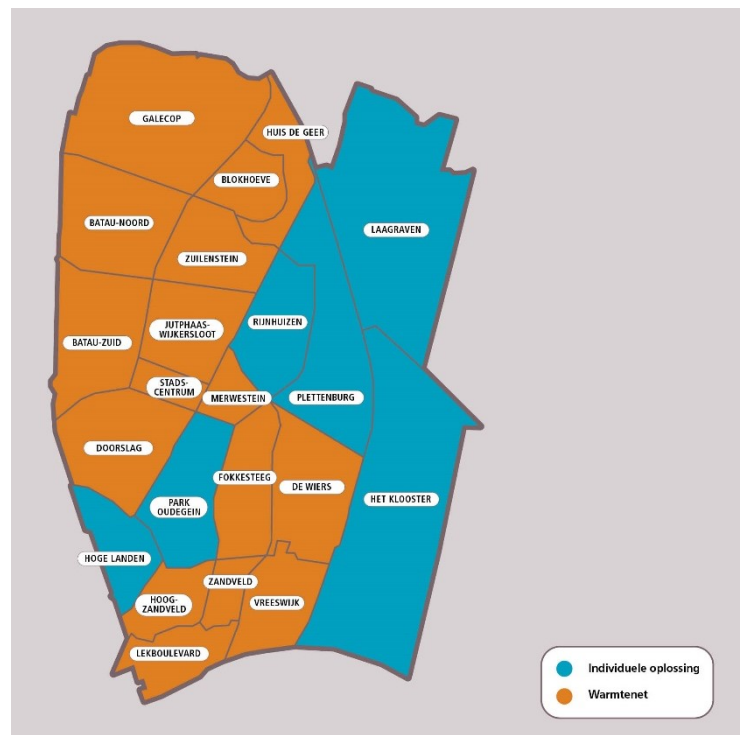 GALECOP
HUIS DE GEER
BLOKHOEVE
BATAU-NOORD
LAAGRAVEN
ZUILENSTEIN
RIJNHUIZEN
JUTPHAAS-
WIJKERSLOOT
BATAU-ZUID
STADS-
CENTRUM
MERWESTEIN
PLETTENBURG
DOORSLAG
FOKKESTEEG
DE WIERS
HET KLOOSTER
PARK
OUDEGEIN
HOGE LANDEN
ZANDVELD
HOOG-
ZANDVELD
VREESWIJK
LEKBOULEVARD
Individuele oplossing
Warmtenet